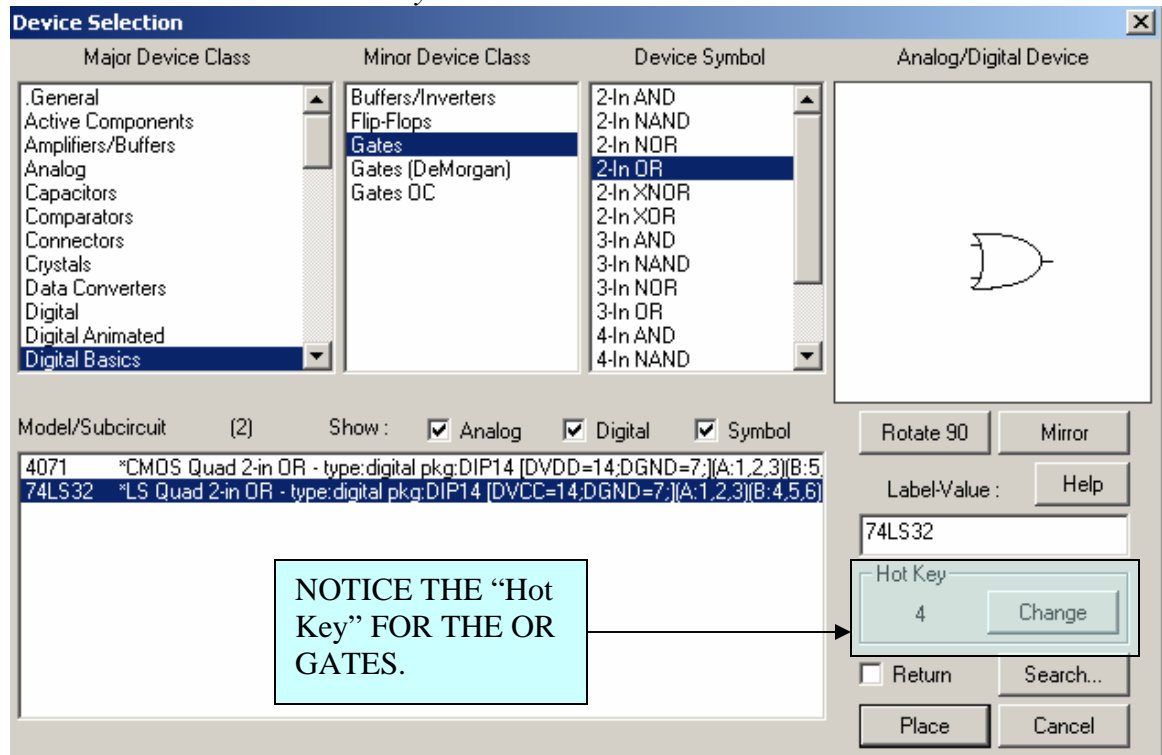 Device Selection
Major Device Class
Minor Device Class
Device Symbol
Analog/Digital Device
.General
Active Components
Amplifiers/Buffers
Analog
Capacitors
Comparators
Connectors
Crystals
Data Converters
Digital
Digital Animated
Digital Basics
Buffers/Inverters
Flip-Flops
Gates
Gates (DeMorgan)
Gates OC
2-In AND
2-In NAND
2-In NOR
2-In OR
2-In XNOR
2-In XOR
3-In AND
3-In NAND
3-In NOR
3-In OR
4-In AND
4-In NAND
Model/Subcircuit (2) Show : Analog Digital Symbol
4071 *CMOS Quad 2-in OR - type:digital pkg:DIP14 [DVDD=14;DGND=7;](A:1,2,3)(B:5,
74LS32 *LS Quad 2-in OR - type:digital pkg:DIP14 [DVCC=14;DGND=7;](A:1,2,3)(B:4,5,6)
Rotate 90
Mirror
Label-Value :
Help
74LS32
Hot Key
4
Change
Return
Search...
Place
Cancel
NOTICE THE “Hot
Key” FOR THE OR
GATES.